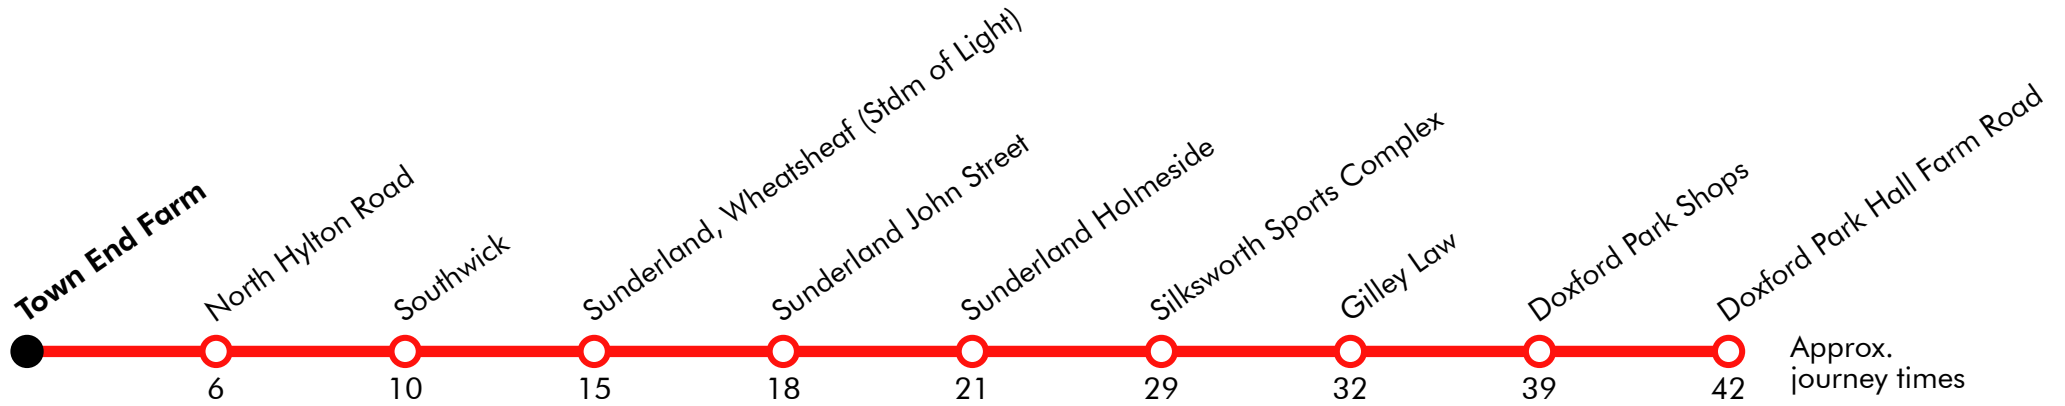 Town End Farm
North Hylton Road
Southwick
Sunderland, Wheatsheaf (Stdm of Light)
Sunderland John Street
Sunderland Holmeside
Silksworth Sports Complex
Gilley Law
Doxford Park Shops
Doxford Park Hall Farm Road
6
10
15
18
21
29
32
39
42
Approx.
journey times